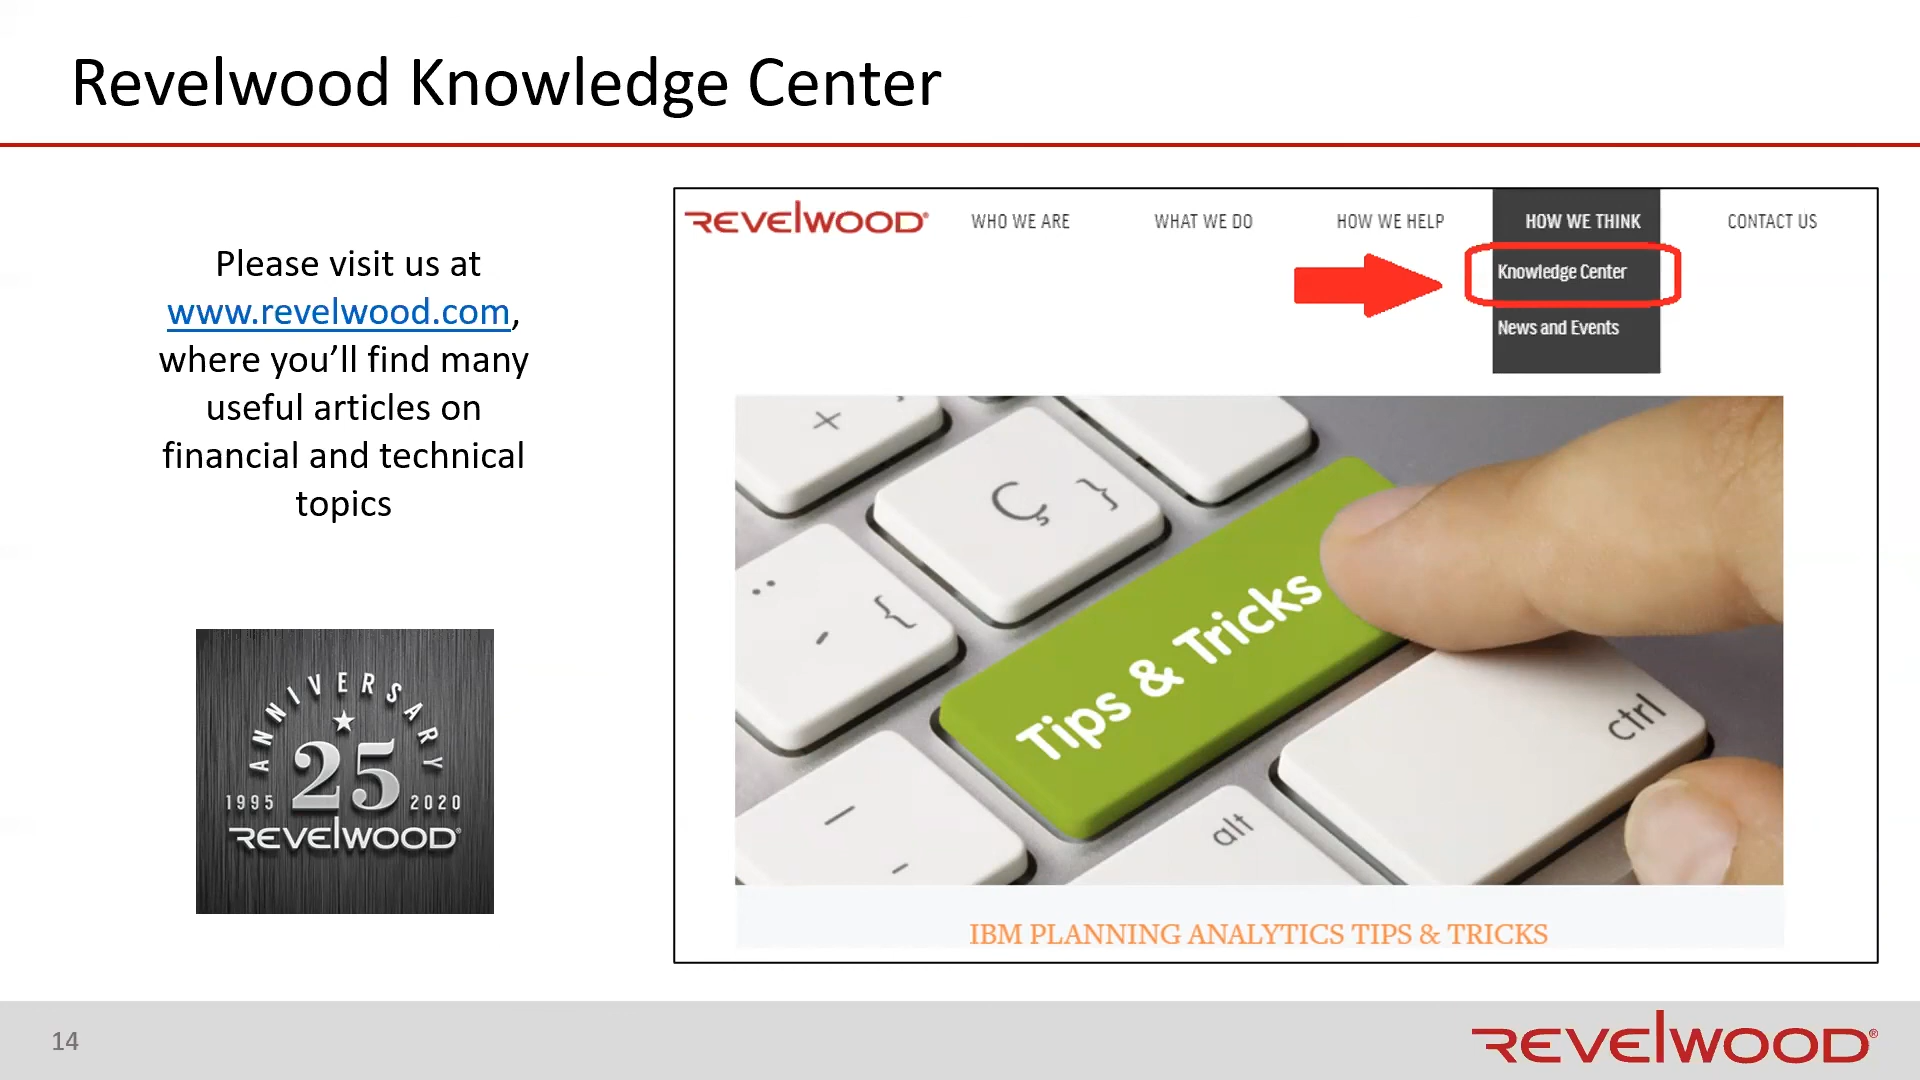 Revelwood Knowledge Center
Please visit us at
www.revelwood.com,
where you’ll find many
useful articles on
financial and technical
topics
ANNIVERSARY
25
1995 2020
REVELWOOD®
REVELWOOD® WHO WE ARE WHAT WE DO HOW WE HELP HOW WE THINK CONTACT US
Knowledge Center
News and Events
+
Ç }
¨ {
Tips & Tricks
ctrl
alt
IBM PLANNING ANALYTICS TIPS & TRICKS
14
REVELWOOD®